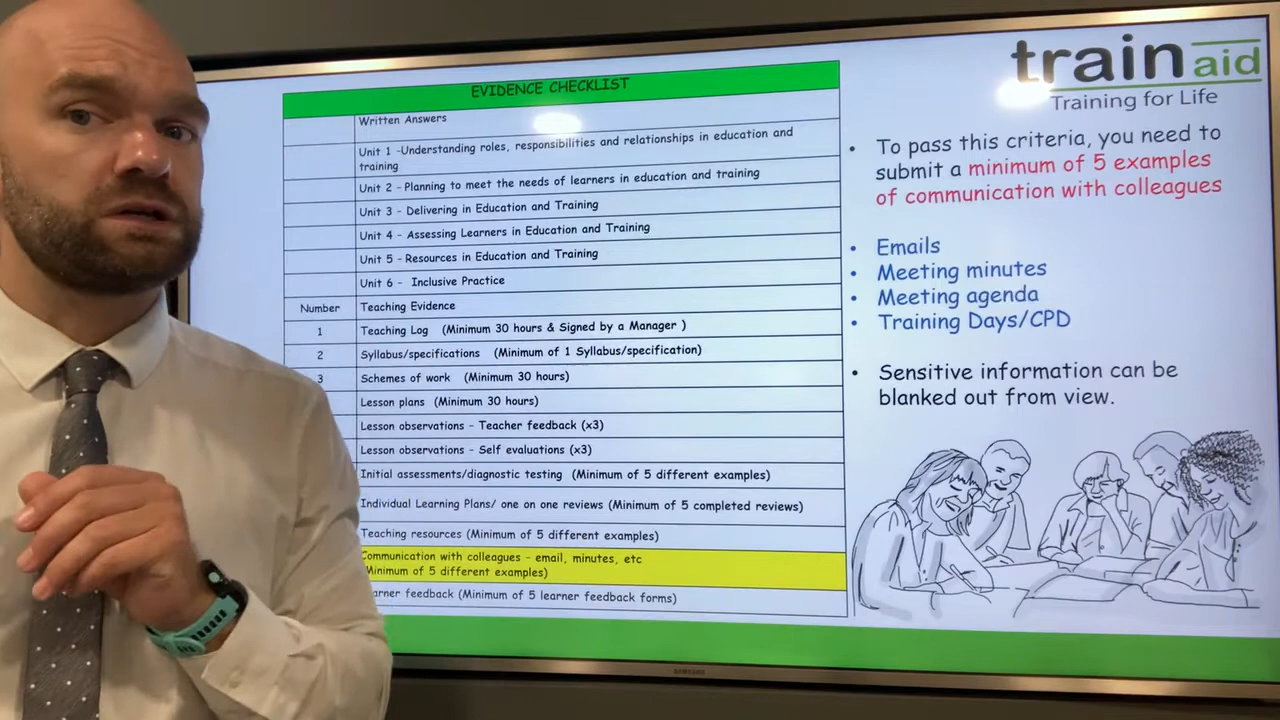 EVIDENCE CHECKLIST
Written Answers
Unit 1 -Understanding roles, responsibilities and relationships in education and
training
Unit 2 - Planning to meet the needs of learners in education and training
Unit 3 - Delivering in Education and Training
Unit 4 - Assessing Learners in Education and Training
Unit 5 - Resources in Education and Training
Unit 6 - Inclusive Practice
Number Teaching Evidence
1 Teaching Log (Minimum 30 hours & Signed by a Manager )
2 Syllabus/specifications (Minimum of 1 Syllabus/specification)
3 Schemes of work (Minimum 30 hours)
Lesson plans (Minimum 30 hours)
Lesson observations - Teacher feedback (x3)
Lesson observations - Self evaluations (x3)
Initial assessments/diagnostic testing (Minimum of 5 different examples)
Individual Learning Plans/ one on one reviews (Minimum of 5 completed reviews)
Teaching resources (Minimum of 5 different examples)
Communication with colleagues - email, minutes, etc
Minimum of 5 different examples)
arner feedback (Minimum of 5 learner feedback forms)
train aid
Training for Life
• To pass this criteria, you need to
submit a minimum of 5 examples
of communication with colleagues
• Emails
• Meeting minutes
• Meeting agenda
• Training Days/CPD
• Sensitive information can be
blanked out from view.
SAMSUNG